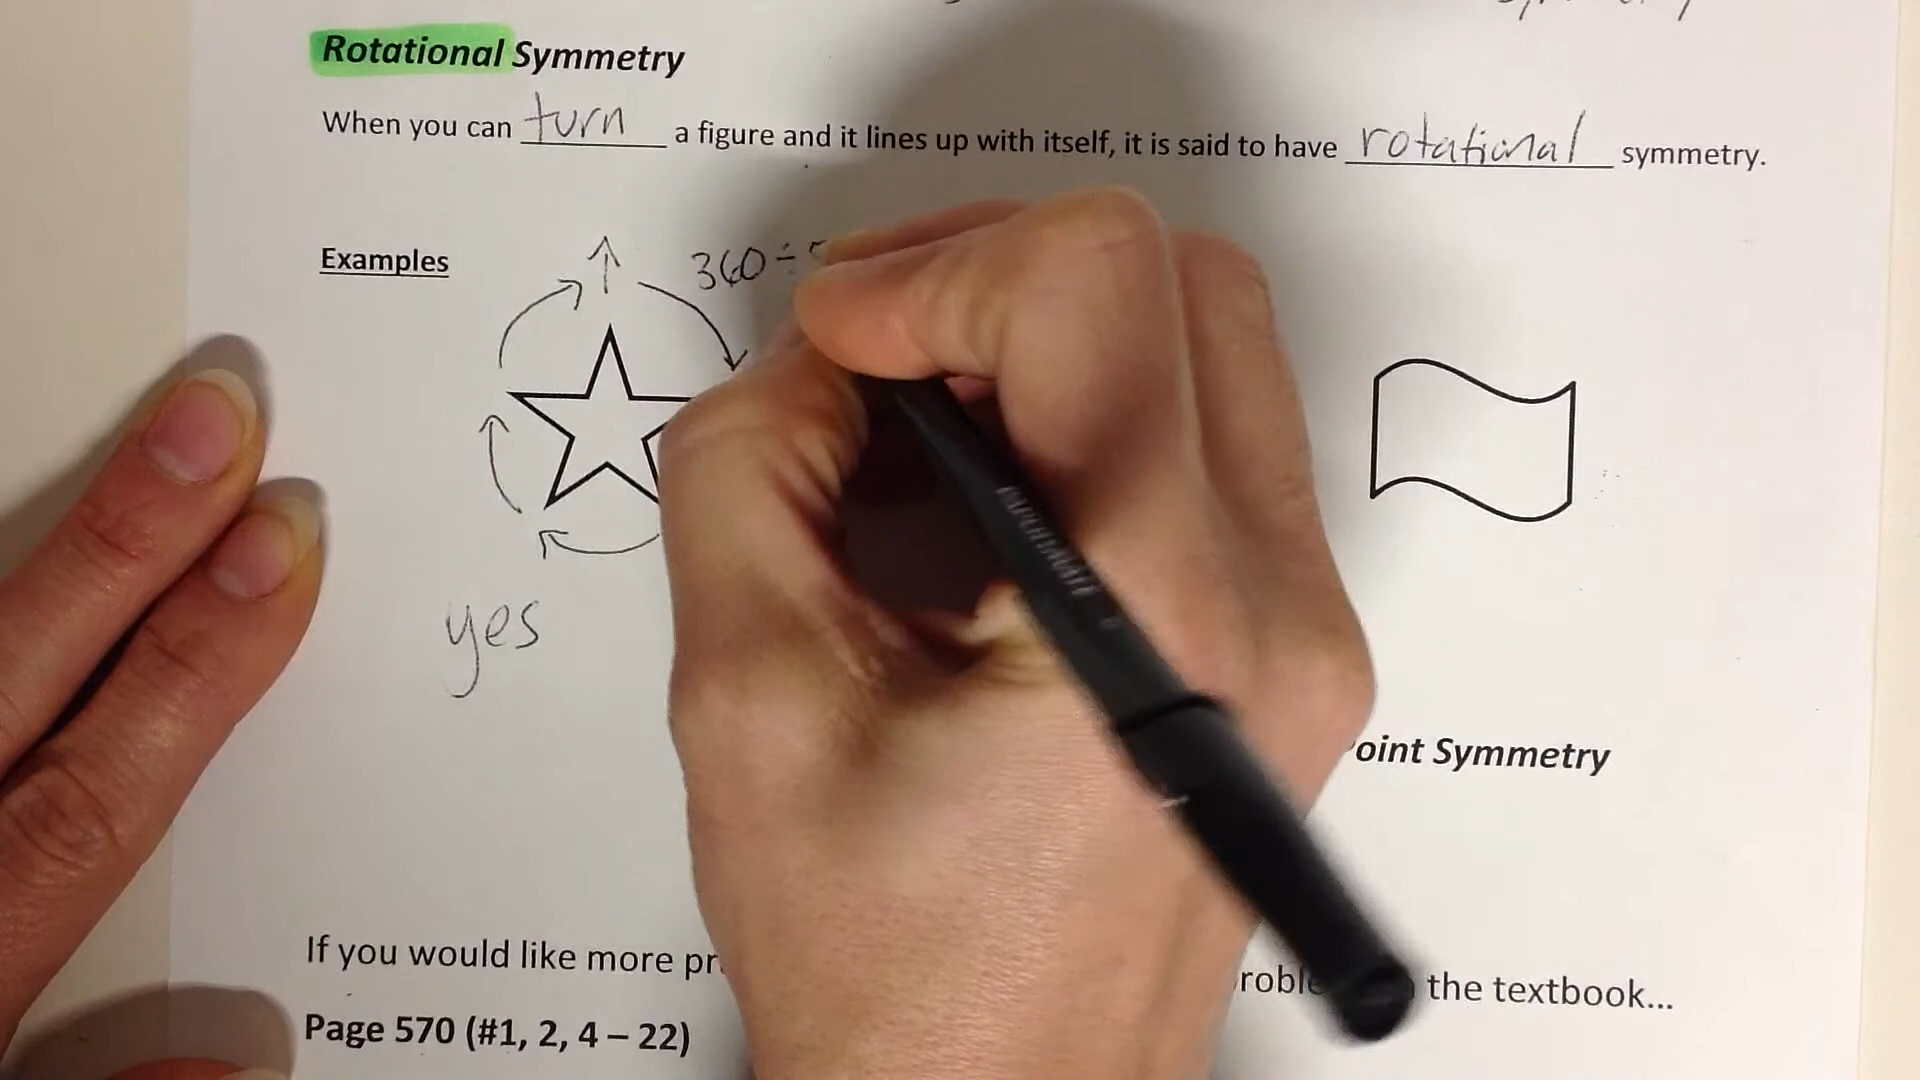 Rotational Symmetry
When you can turn a figure and it lines up with itself, it is said to have rotational symmetry.
Examples
360 ÷
yes
oint Symmetry
If you would like more pr
the textbook...
Page 570 (#1, 2, 4 – 22)